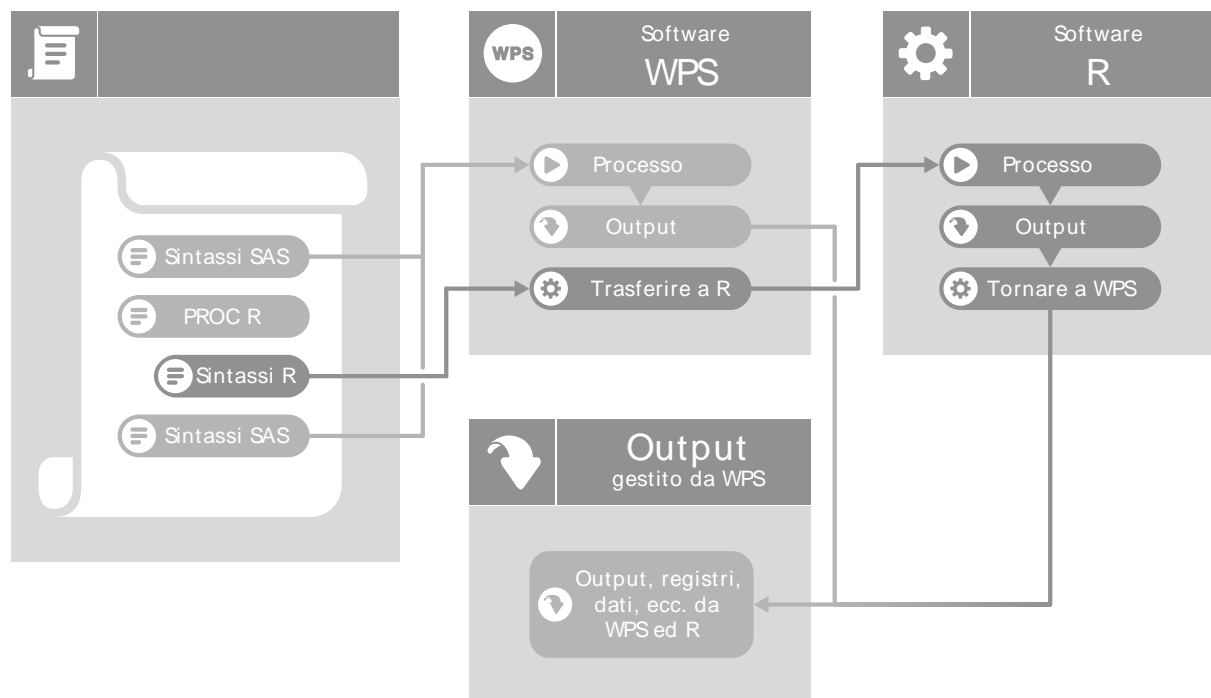 Sintassi SAS
PROC R
Sintassi R
Sintassi SAS
WPS
Software
WPS
Processo
Output
Trasferire a R
Software
R
Processo
Output
Tornare a WPS
Output
gestito da WPS
Output, registri,
dati, ecc. da
WPS ed R